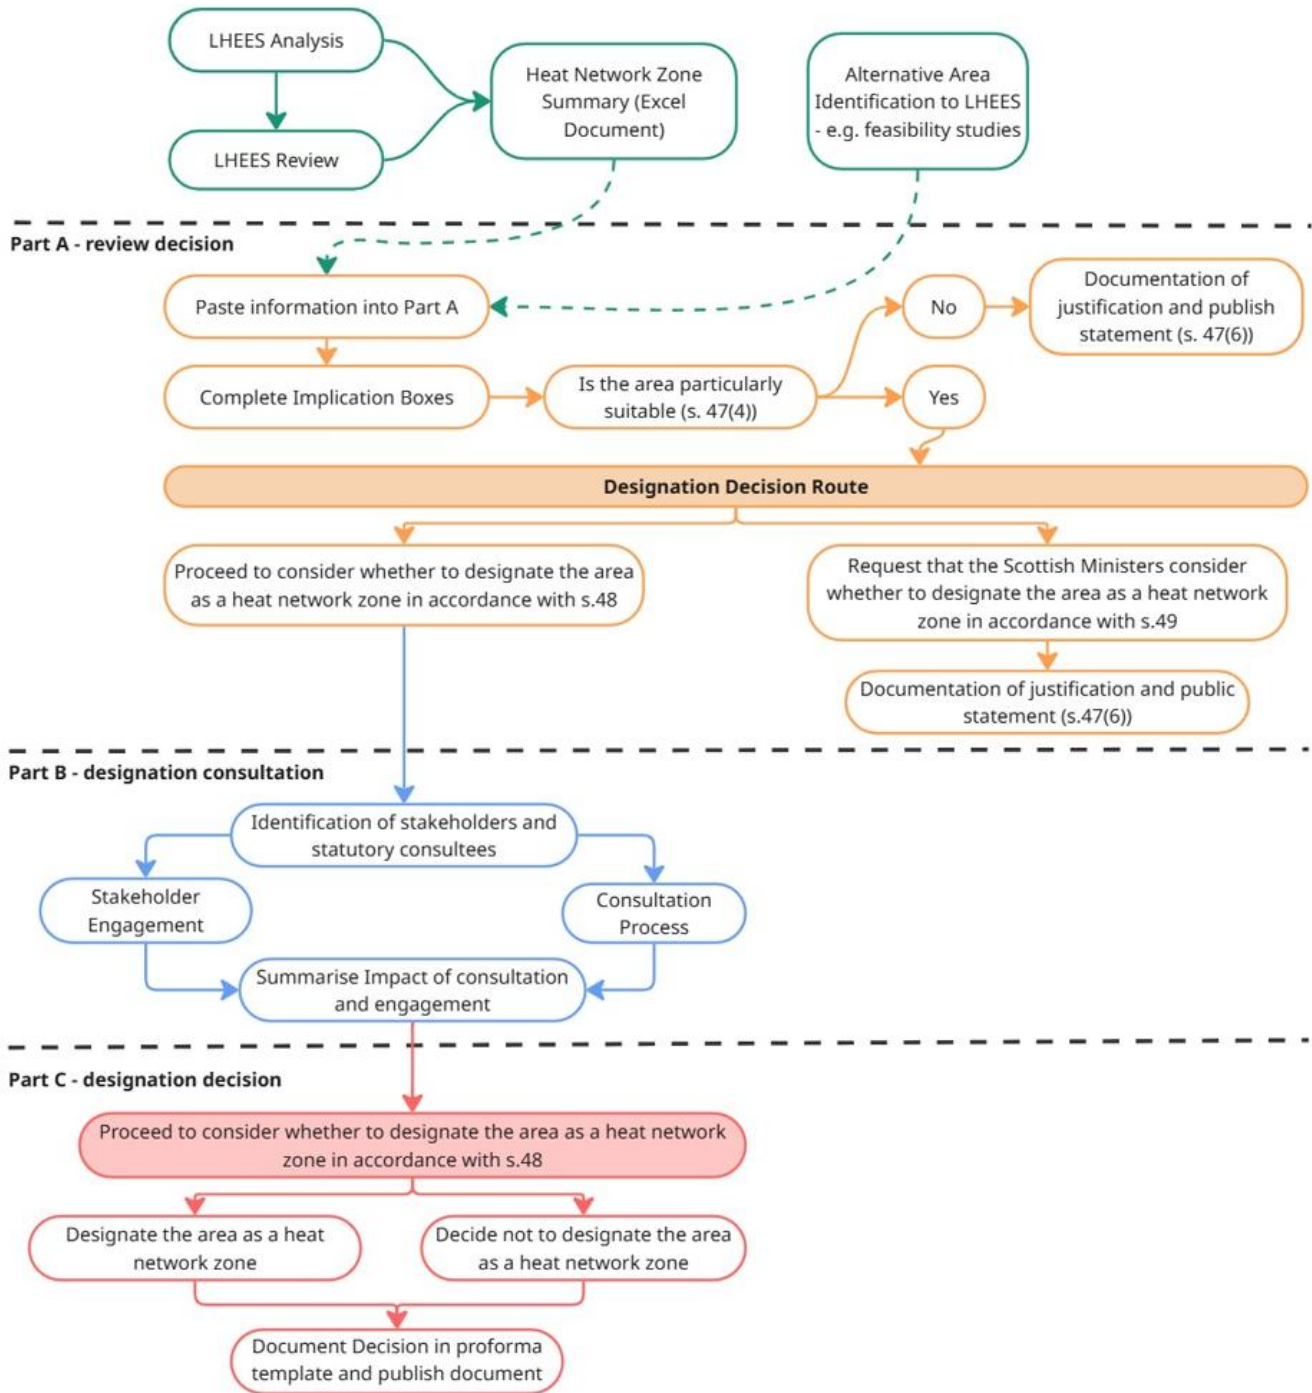 LHEES Analysis
LHEES Review
Heat Network Zone
Summary (Excel
Document)
Alternative Area
Identification to LHEES
- e.g. feasibility studies
Part A - review decision
Paste information into Part A
Complete Implication Boxes
Is the area particularly
suitable (s. 47(4))
No
Documentation of
justification and publish
statement (s. 47(6))
Yes
Designation Decision Route
Proceed to consider whether to designate the area
as a heat network zone in accordance with s.48
Request that the Scottish Ministers consider
whether to designate the area as a heat network
zone in accordance with s.49
Documentation of justification and public
statement (s.47(6))
Part B - designation consultation
Identification of stakeholders and
statutory consultees
Stakeholder
Engagement
Consultation
Process
Summarise Impact of consultation
and engagement
Part C - designation decision
Proceed to consider whether to designate the area as a heat network
zone in accordance with s.48
Designate the area as a heat
network zone
Decide not to designate the area
as a heat network zone
Document Decision in proforma
template and publish document